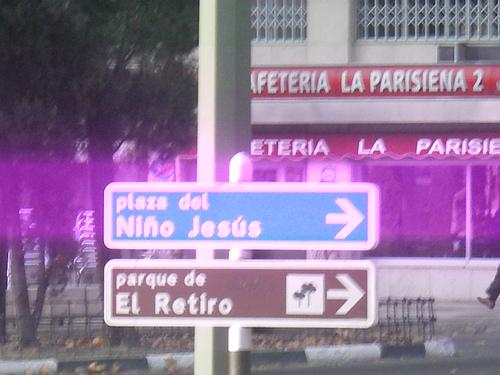 AFETERIA LA PARISIENA 2
ETERIA LA PARISIE
plaza del
Niño Jesús
parque de
El Retiro